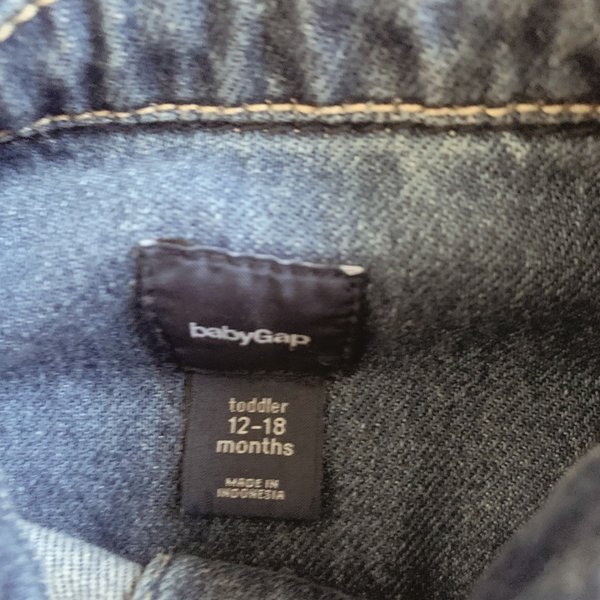 babyGap
toddler
12-18
months
MADE IN
INDONESIA